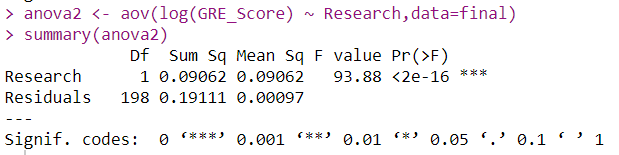 > anova2 <- aov(log(GRE_Score) ~ Research,data=final)
> summary(anova2)
             Df  Sum Sq Mean Sq F value Pr(>F)
Research      1 0.09062 0.09062   93.88 <2e-16 ***
Residuals   198 0.19111 0.00097
---
Signif. codes:  0 ‘***’ 0.001 ‘**’ 0.01 ‘*’ 0.05 ‘.’ 0.1 ‘ ’ 1